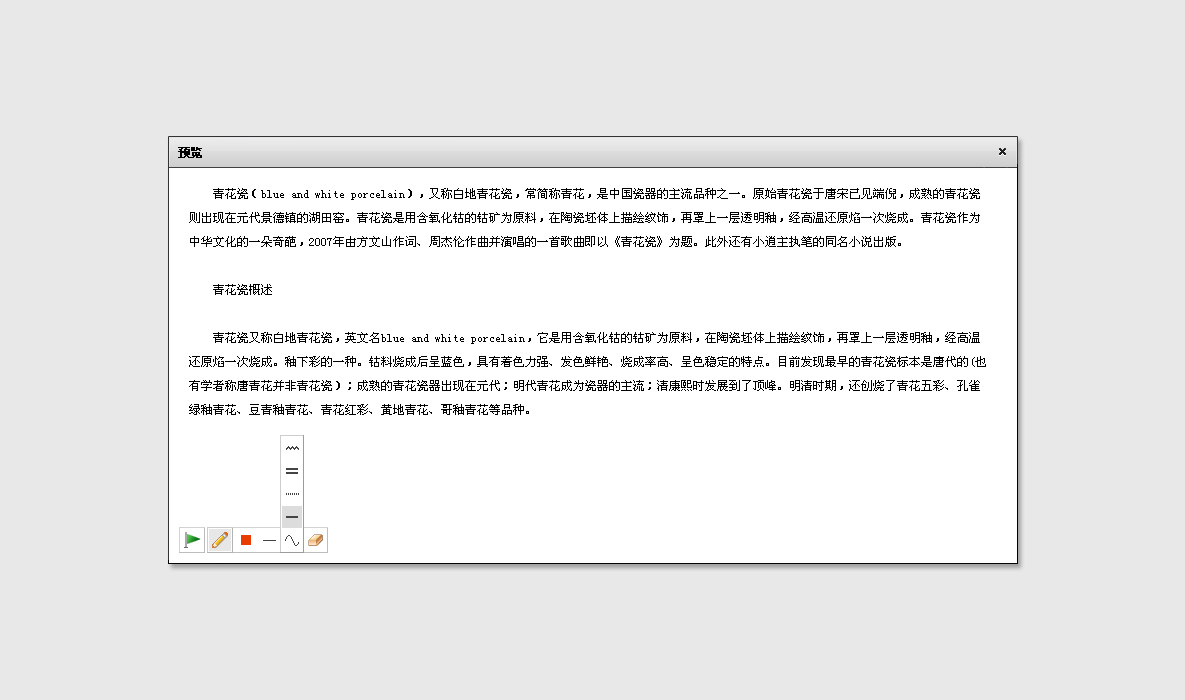 预览
青花瓷(blue and white porcelain),又称白地青花瓷,常简称青花,是中国瓷器的主流品种之一。原始青花瓷于唐宋已见端倪,成熟的青花瓷
则出现在元代景德镇的湖田窑。青花瓷是用含氧化钴的钴矿为原料,在陶瓷坯体上描绘纹饰,再罩上一层透明釉,经高温还原焰一次烧成。青花瓷作为
中华文化的一朵奇葩,2007年由方文山作词、周杰伦作曲并演唱的一首歌曲即以《青花瓷》为题。此外还有小道主执笔的同名小说出版。
青花瓷概述
青花瓷又称白地青花瓷,英文名blue and white porcelain,它是用含氧化钴的钴矿为原料,在陶瓷坯体上描绘纹饰,再罩上一层透明釉,经高温
还原焰一次烧成。釉下彩的一种。钴料烧成后呈蓝色,具有着色力强、发色鲜艳、烧成率高、呈色稳定的特点。目前发现最早的青花瓷标本是唐代的(也
有学者称唐青花并非青花瓷);成熟的青花瓷器出现在元代;明代青花成为瓷器的主流;清康熙时发展到了顶峰。明清时期,还创烧了青花五彩、孔雀
绿釉青花、豆青釉青花、青花红彩、黄地青花、哥釉青花等品种。